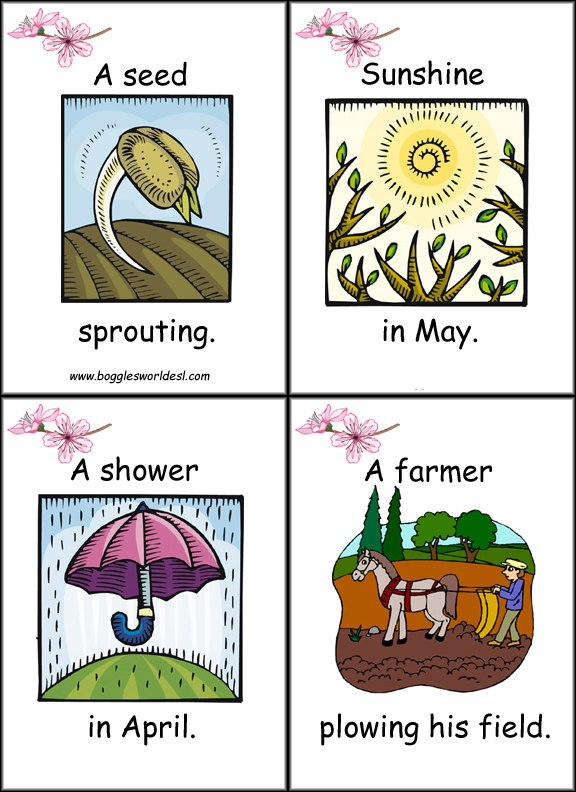 A seed
sprouting.
www.bogglesworldesl.com
Sunshine
in May.
A shower
in April.
A farmer
plowing his field.